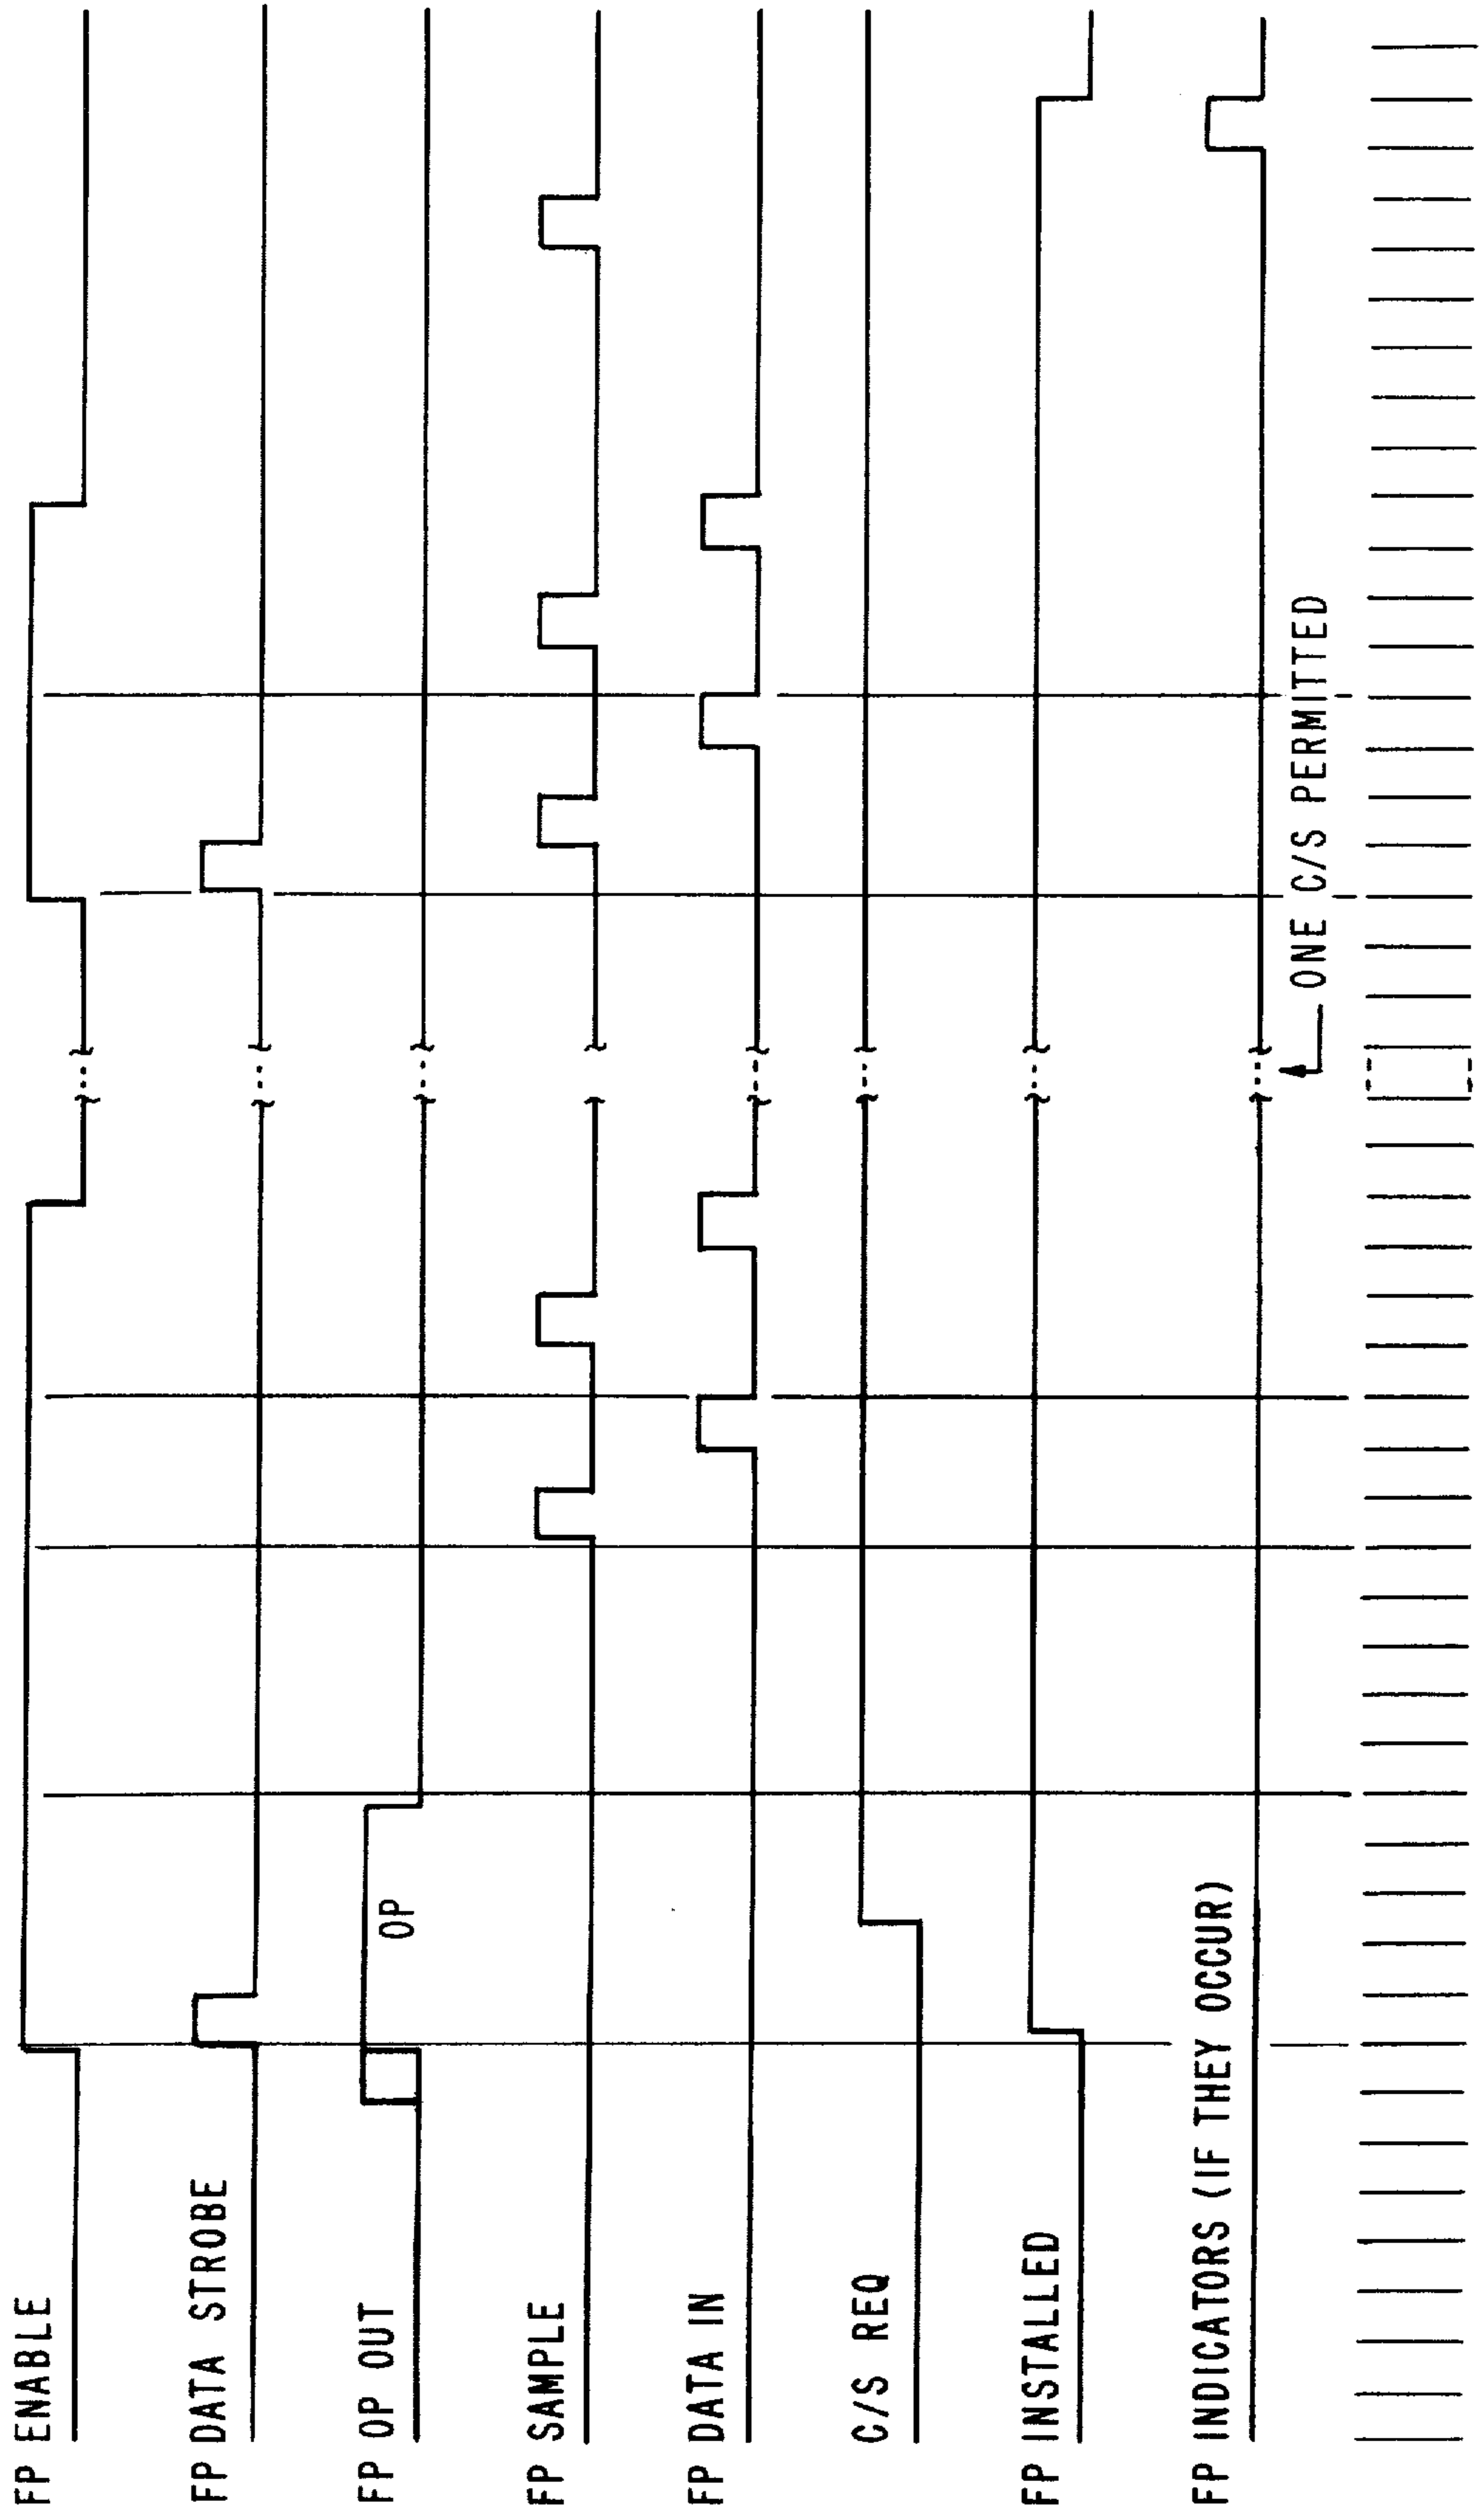 FP ENABLE
FP DATA STROBE
FP OP OUT
OP
FP SAMPLE
FP DATA IN
C/S REQ
FP INSTALLED
FP INDICATORS (IF THEY OCCUR)
ONE C/S PERMITTED